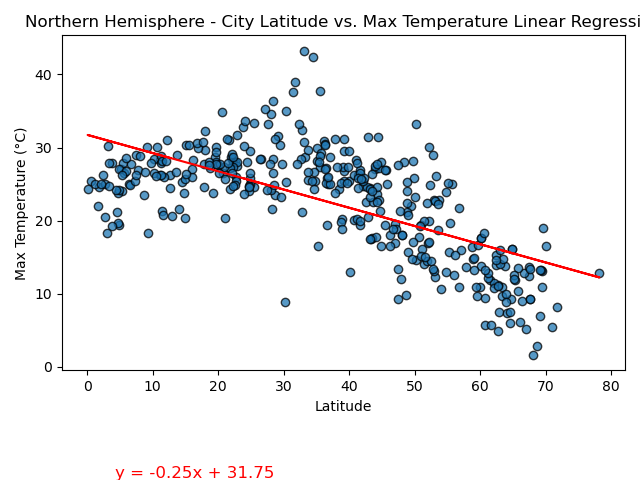 Northern Hemisphere - City Latitude vs. Max Temperature Linear Regressi
Max Temperature (°C)
40
30
20
10
0
0 10 20 30 40 50 60 70 80
Latitude
y = -0.25x + 31.75